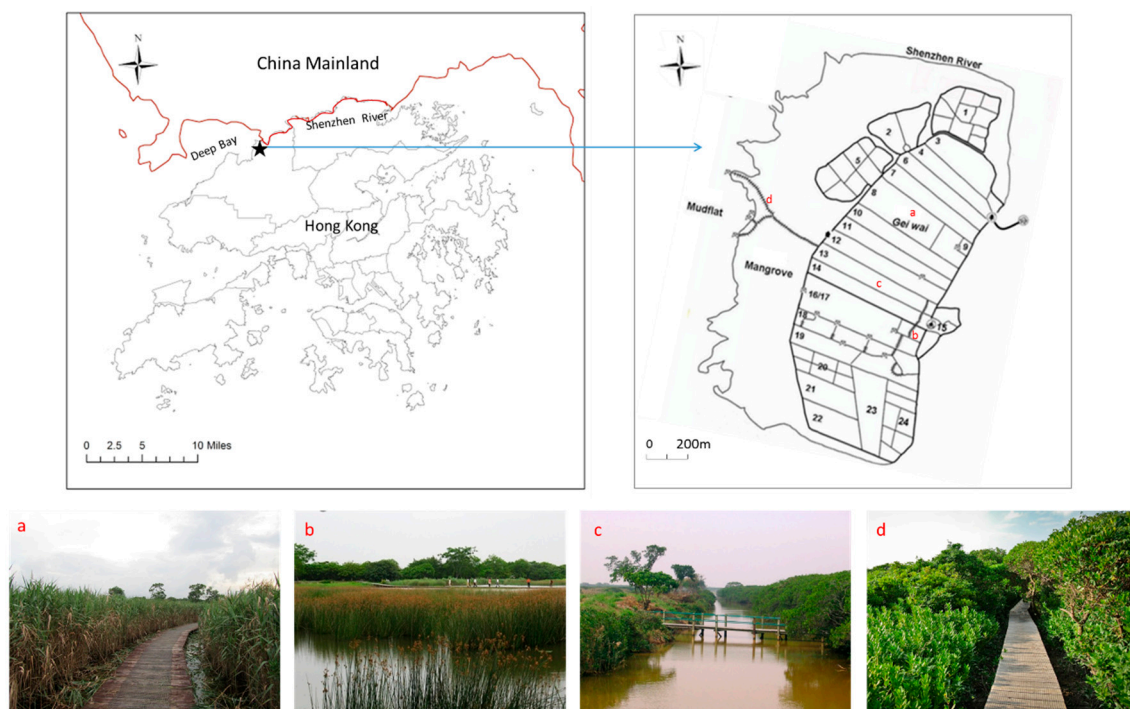 N
China Mainland
Shenzhen River
Deep Bay
Hong Kong
0 2.5 5 10 Miles
N
Shenzhen River
1
2
3
4
5
6
7
8
a
Gei wai
9
10
11
12
13
14
d
Mudflat
Mangrove
c
16/17
15
b
18
19
20
21
22
23
24
0 200m
a
b
c
d